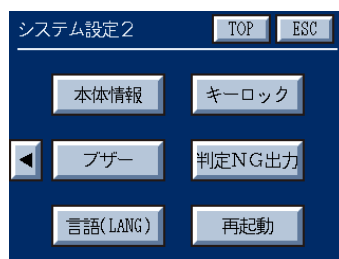 システム設定2 TOP ESC
本体情報 キーロック
◀ ブザー 判定NG出力
言語(LANG) 再起動